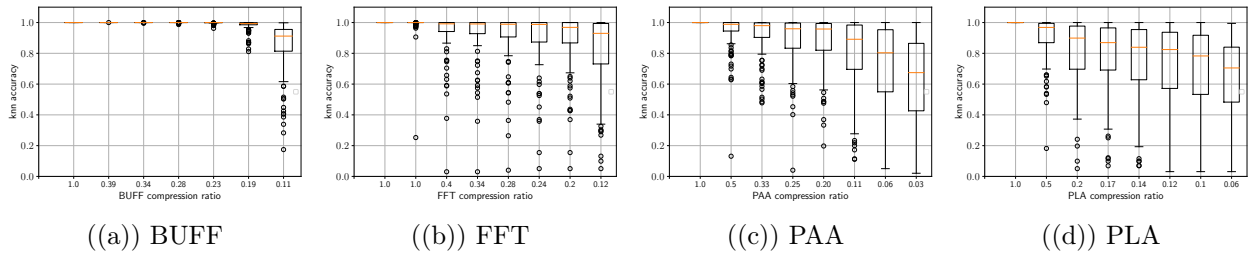 1.0
0.8
0.6
0.4
0.2
0.0
knn accuracy
1.0 0.39 0.34 0.28 0.23 0.19 0.11
BUFF compression ratio
((a)) BUFF
1.0
0.8
0.6
0.4
0.2
0.0
knn accuracy
1.0 1.0 0.4 0.34 0.28 0.24 0.2 0.12
FFT compression ratio
((b)) FFT
1.0
0.8
0.6
0.4
0.2
0.0
knn accuracy
1.0 0.5 0.33 0.25 0.20 0.11 0.06 0.03
PAA compression ratio
((c)) PAA
1.0
0.8
0.6
0.4
0.2
0.0
knn accuracy
1.0 0.5 0.2 0.17 0.14 0.12 0.1 0.06
PLA compression ratio
((d)) PLA